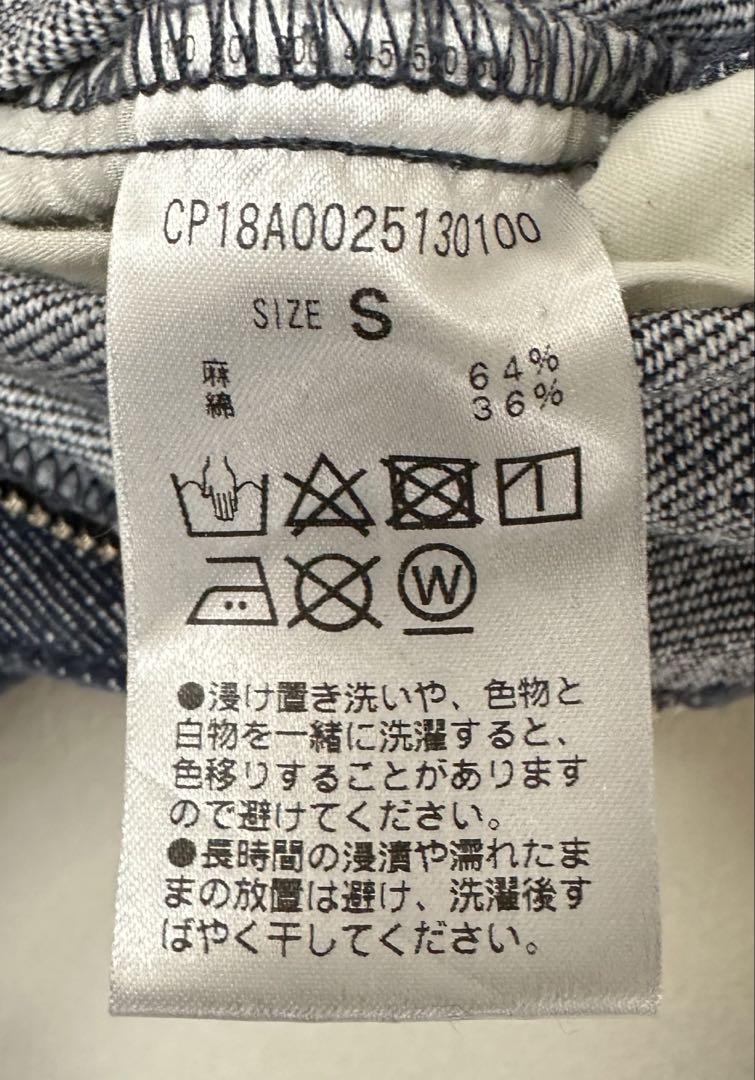 CP18A0025130100
SIZE S
麻 64%
綿 36%
W
●浸け置き洗いや、色物と
白物を一緒に洗濯すると、
色移りすることがあります
ので避けてください。
●長時間の浸漬や濡れたま
まの放置は避け、洗濯後す
ばやく干してください。